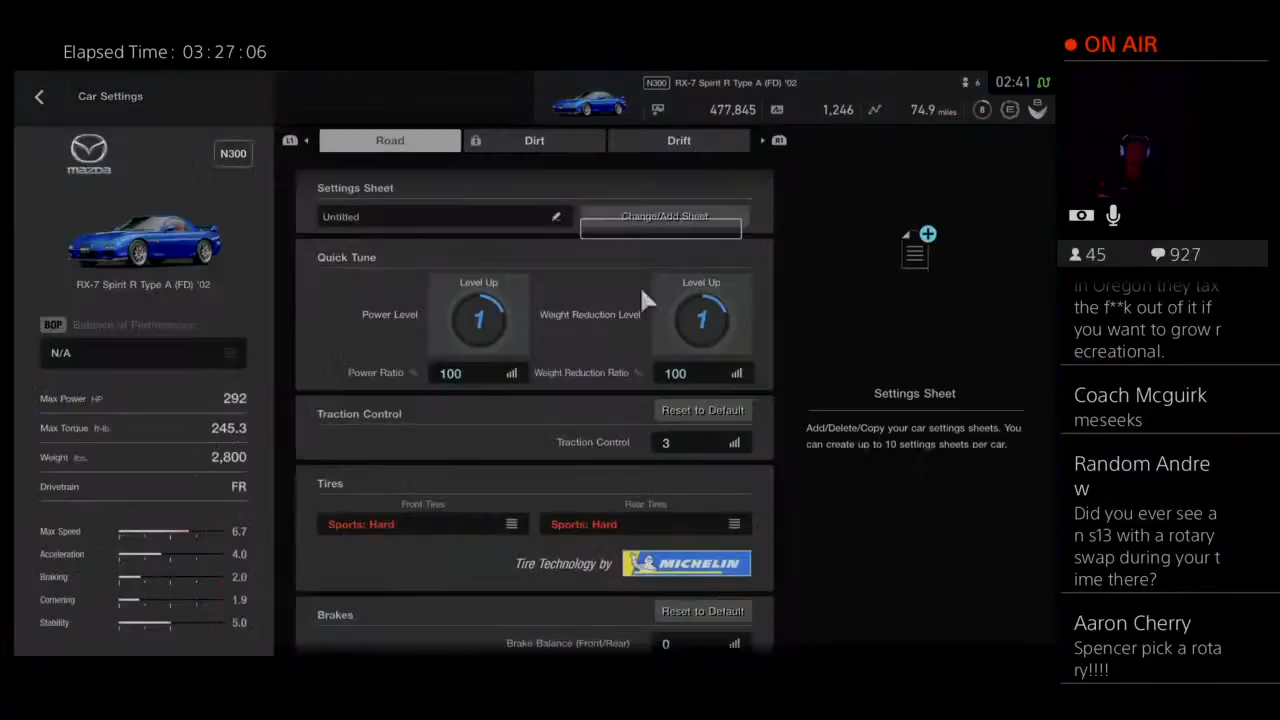 Elapsed Time: 03:27:06
ON AIR
Car Settings
N300 RX-7 Spirit R Type A (FD) '02
6 02:41
477,845 1,246 74.9 miles 8 E B
mazda N300
L1 Road Dirt Drift R1
Settings Sheet
Untitled Change/Add Sheet
Quick Tune
Level Up Level Up
Power Level 1 Weight Reduction Level 1
Power Ratio % 100 Weight Reduction Ratio % 100
RX-7 Spirit R Type A (FD) '02
BOP Balance of Performance
N/A
Max Power HP 292
Max Torque ft-lb 245.3
Weight lbs. 2,800
Drivetrain FR
Max Speed 6.7
Acceleration 4.0
Braking 2.0
Cornering 1.9
Stability 5.0
Traction Control Reset to Default
Traction Control 3
Tires
Front Tires Rear Tires
Sports: Hard Sports: Hard
Tire Technology by MICHELIN
Brakes Reset to Default
Brake Balance (Front/Rear) 0
Settings Sheet
Add/Delete/Copy your car settings sheets. You
can create up to 10 settings sheets per car.
45 927
In Oregon they tax
the f**k out of it if
you want to grow r
ecreational.
Coach Mcguirk
meseeks
Random Andre
w
Did you ever see a
n s13 with a rotary
swap during your t
ime there?
Aaron Cherry
Spencer pick a rota
ry!!!!